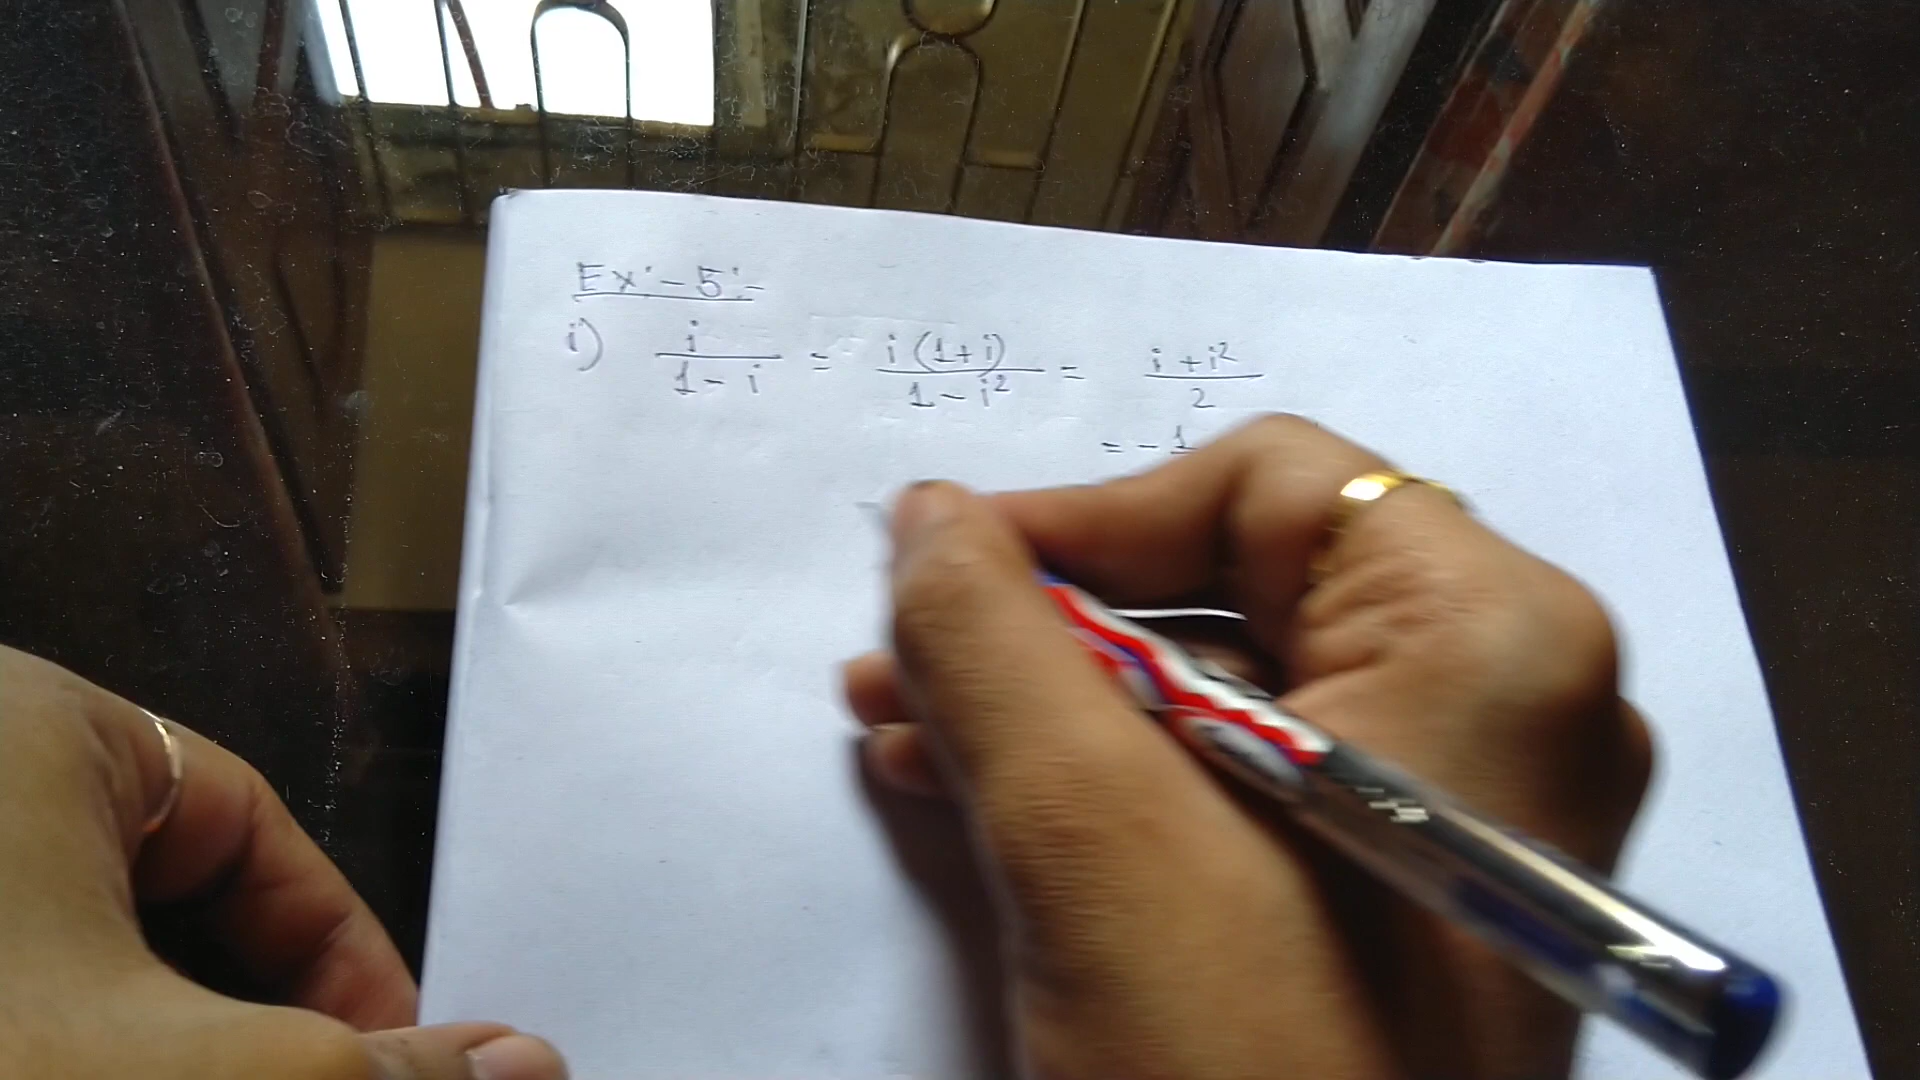 Ex:-5:-
i) i/(1-i) = i(1+i)/(1-i²) = (i+i²)/2
= - 1